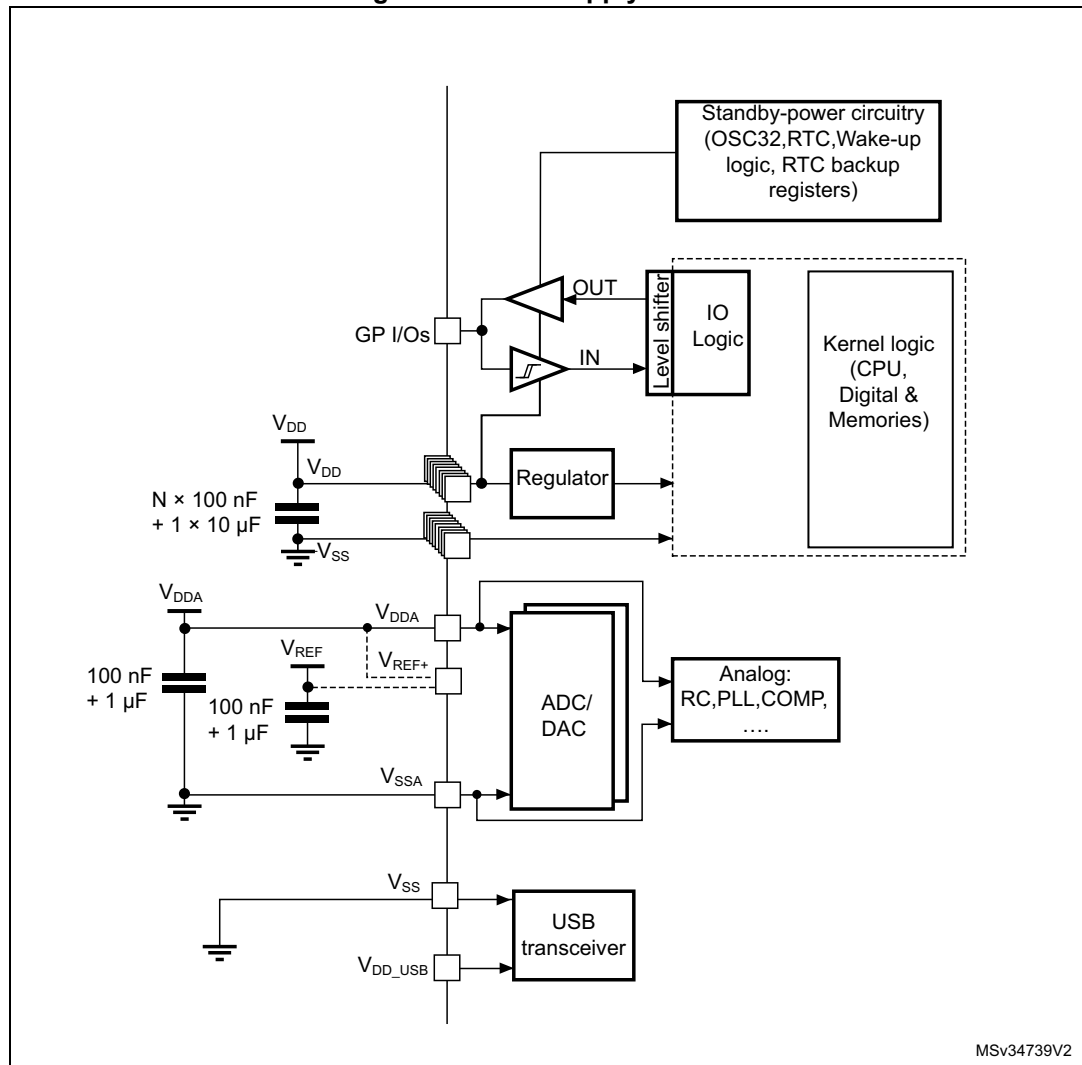 Standby-power circuitry
(OSC32,RTC,Wake-up
logic, RTC backup
registers)
OUT
Level shifter
IO
Logic
GP I/Os
IN
Kernel logic
(CPU,
Digital &
Memories)
VDD
VDD
Regulator
N × 100 nF
+ 1 × 10 µF
VSS
VDDA
VDDA
VREF
VREF+
100 nF
+ 1 µF
100 nF
+ 1 µF
ADC/
DAC
Analog:
RC,PLL,COMP,
....
VSSA
VSS
USB
transceiver
VDD_USB
MSv34739V2